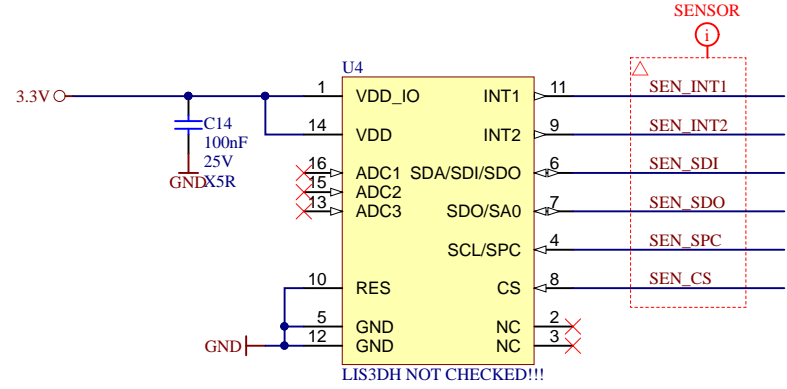 SENSOR
i
U4
3.3V
1 VDD_IO INT1 11 SEN_INT1
C14
100nF
25V
X5R
GND
14 VDD INT2 9 SEN_INT2
16 ADC1 SDA/SDI/SDO 6 SEN_SDI
15 ADC2
13 ADC3 SDO/SA0 7 SEN_SDO
SCL/SPC 4 SEN_SPC
10 RES CS 8 SEN_CS
5 GND NC 2
GND
12 GND NC 3
LIS3DH NOT CHECKED!!!